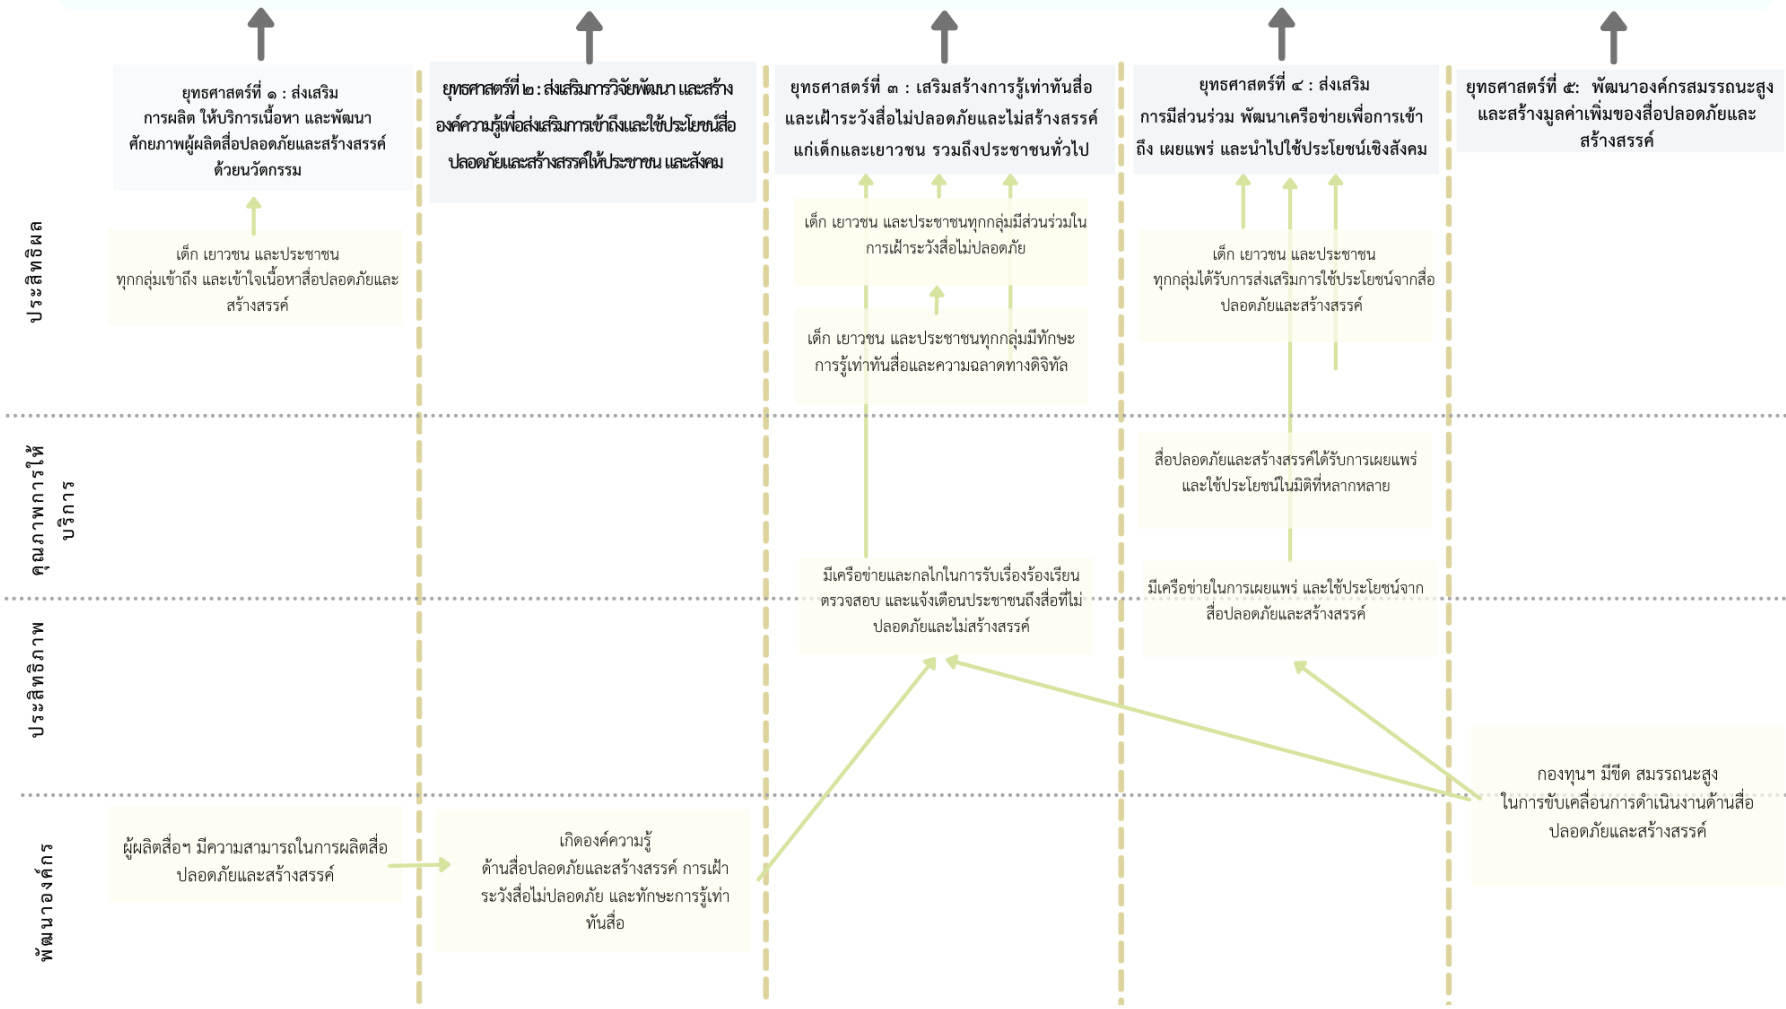 ยุทธศาสตร์ที่ ๑ : ส่งเสริม
การผลิต ให้บริการเนื้อหา และพัฒนา
ศักยภาพผู้ผลิตสื่อปลอดภัยและสร้างสรรค์
ด้วยนวัตกรรม
ยุทธศาสตร์ที่ ๒ : ส่งเสริมการวิจัยพัฒนา และสร้าง
องค์ความรู้เพื่อส่งเสริมการเข้าถึงและใช้ประโยชน์สื่อ
ปลอดภัยและสร้างสรรค์ให้ประชาชน และสังคม
ยุทธศาสตร์ที่ ๓ : เสริมสร้างการรู้เท่าทันสื่อ
และเฝ้าระวังสื่อไม่ปลอดภัยและไม่สร้างสรรค์
แก่เด็กและเยาวชน รวมถึงประชาชนทั่วไป
ยุทธศาสตร์ที่ ๔ : ส่งเสริม
การมีส่วนร่วม พัฒนาเครือข่ายเพื่อการเข้า
ถึง เผยแพร่ และนำไปใช้ประโยชน์เชิงสังคม
ยุทธศาสตร์ที่ ๕: พัฒนาองค์กรสมรรถนะสูง
และสร้างมูลค่าเพิ่มของสื่อปลอดภัยและ
สร้างสรรค์
ประสิทธิผล
เด็ก เยาวชน และประชาชน
ทุกกลุ่มเข้าถึง และเข้าใจเนื้อหาสื่อปลอดภัยและ
สร้างสรรค์
เด็ก เยาวชน และประชาชนทุกกลุ่มมีส่วนร่วมใน
การเฝ้าระวังสื่อไม่ปลอดภัย
เด็ก เยาวชน และประชาชนทุกกลุ่มมีทักษะ
การรู้เท่าทันสื่อและความฉลาดทางดิจิทัล
เด็ก เยาวชน และประชาชน
ทุกกลุ่มได้รับการส่งเสริมการใช้ประโยชน์จากสื่อ
ปลอดภัยและสร้างสรรค์
คุณภาพการให้
บริการ
สื่อปลอดภัยและสร้างสรรค์ได้รับการเผยแพร่
และใช้ประโยชน์ในมิติที่หลากหลาย
มีเครือข่ายและกลไกในการรับเรื่องร้องเรียน
ตรวจสอบ และแจ้งเตือนประชาชนถึงสื่อที่ไม่
ปลอดภัยและไม่สร้างสรรค์
มีเครือข่ายในการเผยแพร่ และใช้ประโยชน์จาก
สื่อปลอดภัยและสร้างสรรค์
ประสิทธิภาพ
กองทุนฯ มีขีด สมรรถนะสูง
ในการขับเคลื่อนการดำเนินงานด้านสื่อ
ปลอดภัยและสร้างสรรค์
พัฒนาองค์กร
ผู้ผลิตสื่อฯ มีความสามารถในการผลิตสื่อ
ปลอดภัยและสร้างสรรค์
เกิดองค์ความรู้
ด้านสื่อปลอดภัยและสร้างสรรค์ การเฝ้า
ระวังสื่อไม่ปลอดภัย และทักษะการรู้เท่า
ทันสื่อ